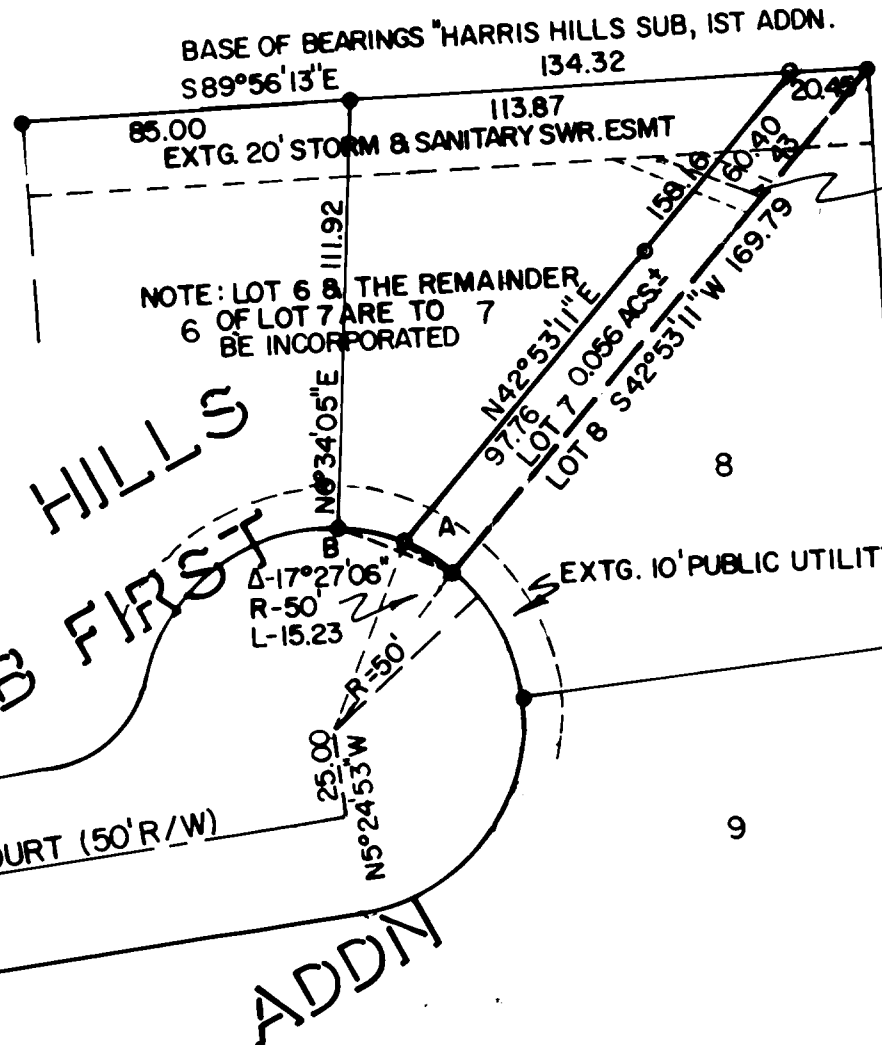 BASE OF BEARINGS "HARRIS HILLS SUB, 1ST ADDN.
S89°56'13"E
134.32
20.45
85.00
113.87
EXTG. 20' STORM & SANITARY SWR. ESMT
111.92
158.16
60.40
43
NOTE: LOT 6 & THE REMAINDER
OF LOT 7 ARE TO
BE INCORPORATED
6
7
N42°53'11"E
97.76
LOT 7 0.056 ACS.±
LOT 8 S42°53'11"W 169.79
34'05"E
HILLS
8
A
B
Δ-17°27'06"
R-50'
L-15.23
EXTG. 10' PUBLIC UTILIT
B FIRST
R=50'
25.00
N5°24'53"W
OURT (50' R/W)
9
ADDN